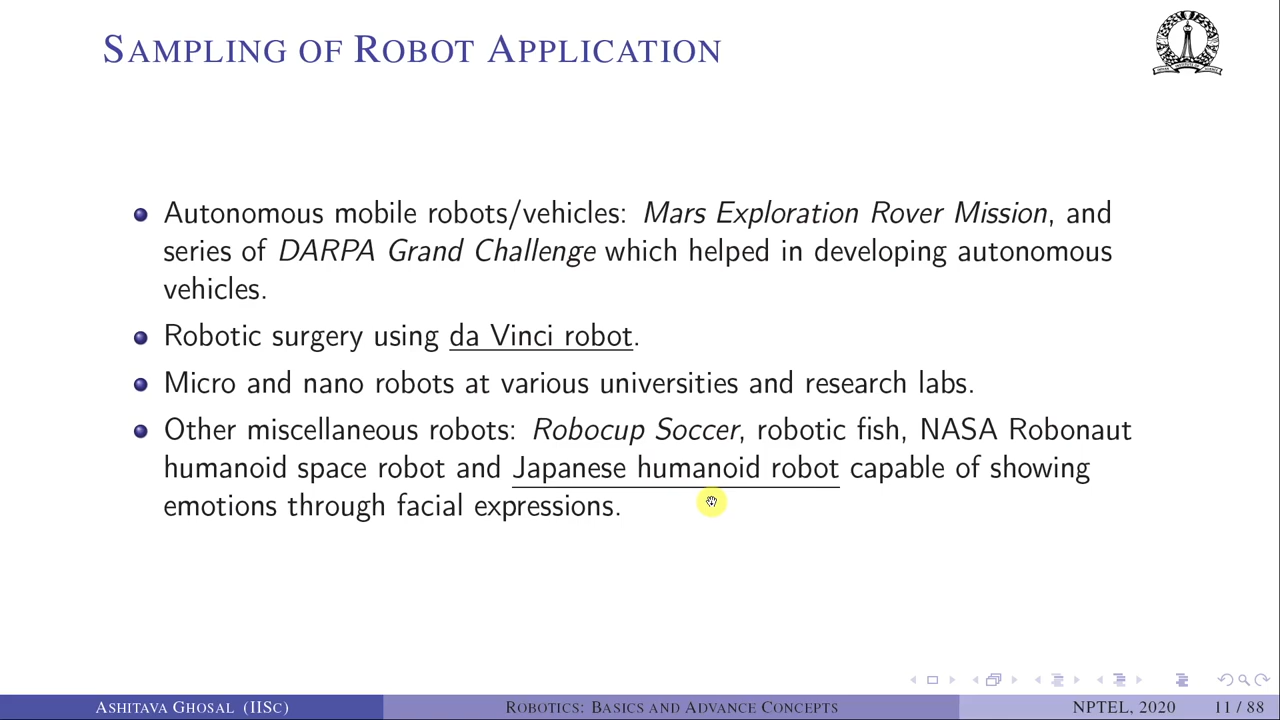 SAMPLING OF ROBOT APPLICATION
Autonomous mobile robots/vehicles: Mars Exploration Rover Mission, and
series of DARPA Grand Challenge which helped in developing autonomous
vehicles.
Robotic surgery using da Vinci robot.
Micro and nano robots at various universities and research labs.
Other miscellaneous robots: Robocup Soccer, robotic fish, NASA Robonaut
humanoid space robot and Japanese humanoid robot capable of showing
emotions through facial expressions.
ASHITAVA GHOSAL (IISC) ROBOTICS: BASICS AND ADVANCE CONCEPTS NPTEL, 2020 11 / 88